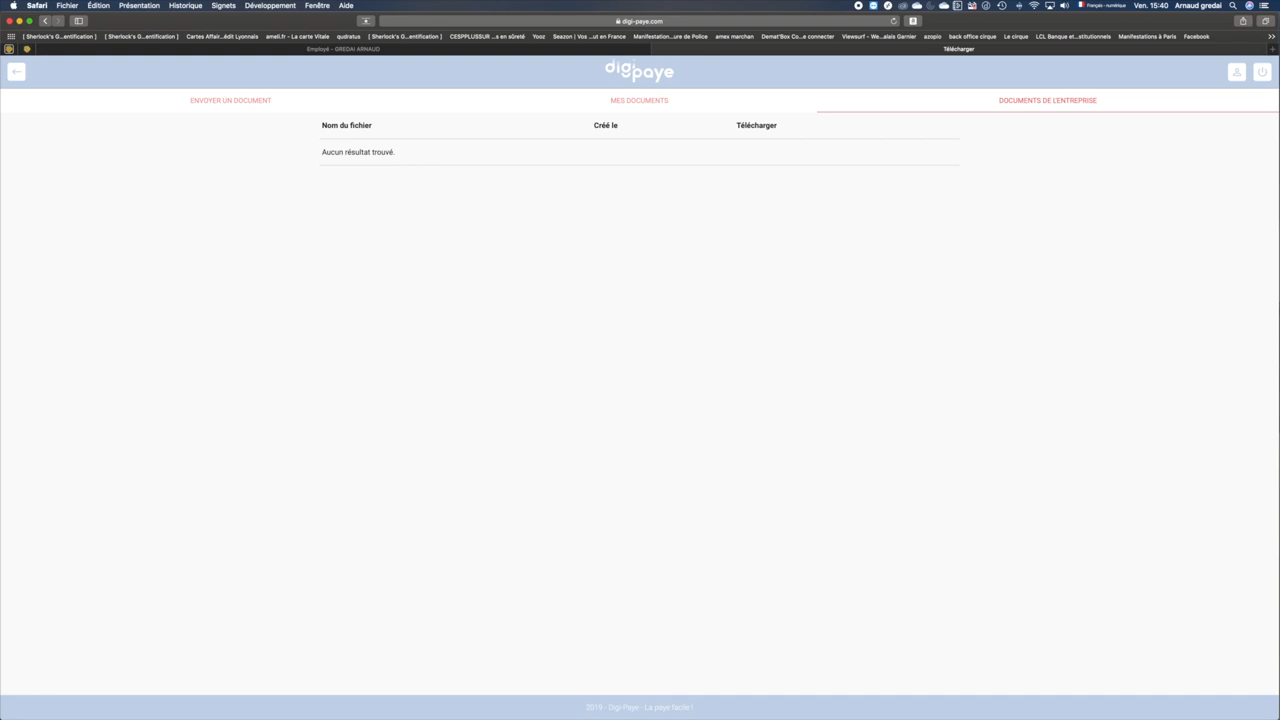 Safari Fichier Édition Présentation Historique Signets Développement Fenêtre Aide Français - numérique Ven. 15:40 Arnaud gredai
digi-paye.com
[ Sherlock's G...entification ] [ Sherlock's G...entification ] Cartes Affair...édit Lyonnais ameli.fr - La carte Vitale qudratus [ Sherlock's G...entification ] CESPPLUSSUR ...s en sûreté Yooz Seazon | Vos ...ut en France Manifestation...ure de Police amex marchan Demat'Box Co...e connecter Viewsurf - We...alais Garnier azopio back office cirque Le cirque LCL Banque et...stitutionnels Manifestations à Paris Facebook
Employé - GREDAI ARNAUD Télécharger
digi paye
ENVOYER UN DOCUMENT MES DOCUMENTS DOCUMENTS DE L'ENTREPRISE
Nom du fichier Créé le Télécharger
Aucun résultat trouvé.
2019 - Digi-Paye - La paye facile !